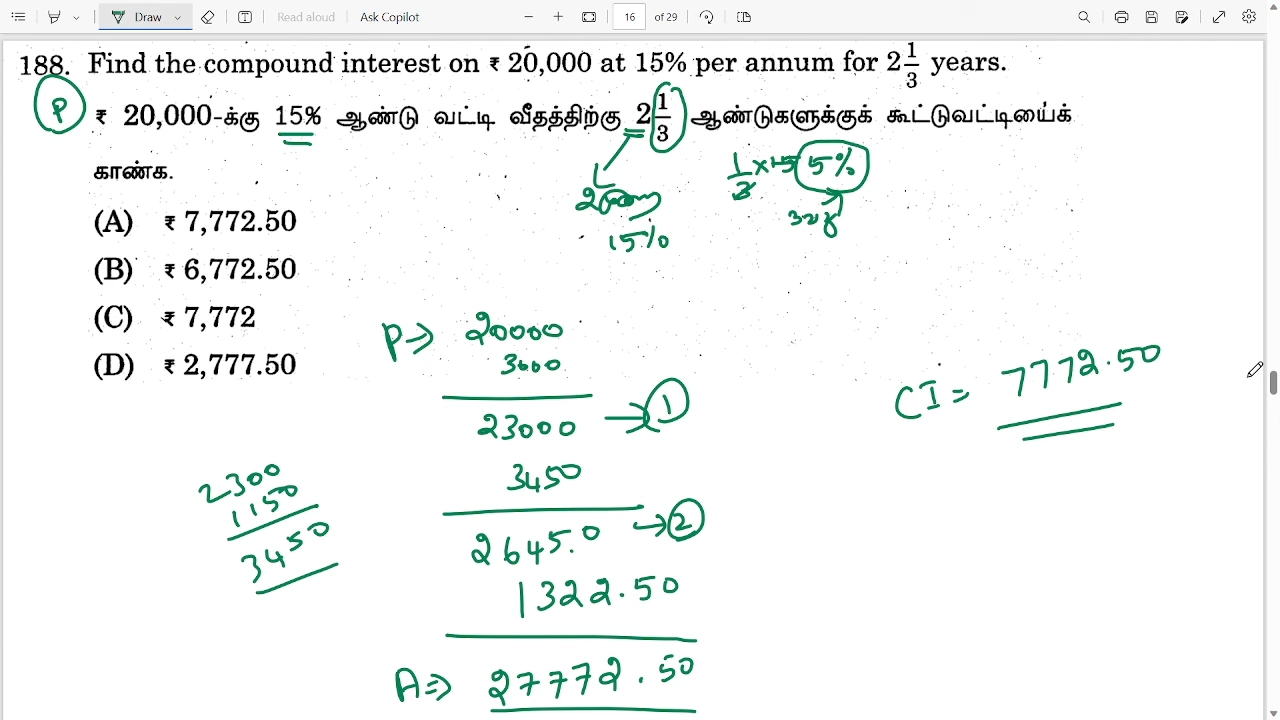 Draw
Read aloud
Ask Copilot
16 of 29
188. Find the compound interest on ₹ 20,000 at 15% per annum for 2 1/3 years.
P
₹ 20,000-க்கு 15% ஆண்டு வட்டி வீதத்திற்கு 2 1/3 ஆண்டுகளுக்குக் கூட்டுவட்டியைக்
காண்க.
1/3 × 15 5%
15%
(A) ₹ 7,772.50
(B) ₹ 6,772.50
(C) ₹ 7,772
(D) ₹ 2,777.50
P ⇒ 20000
3000
23000 → 1
3450
26450 → 2
1322.50
A ⇒ 27772.50
2300
1150
3450
CI = 7772.50